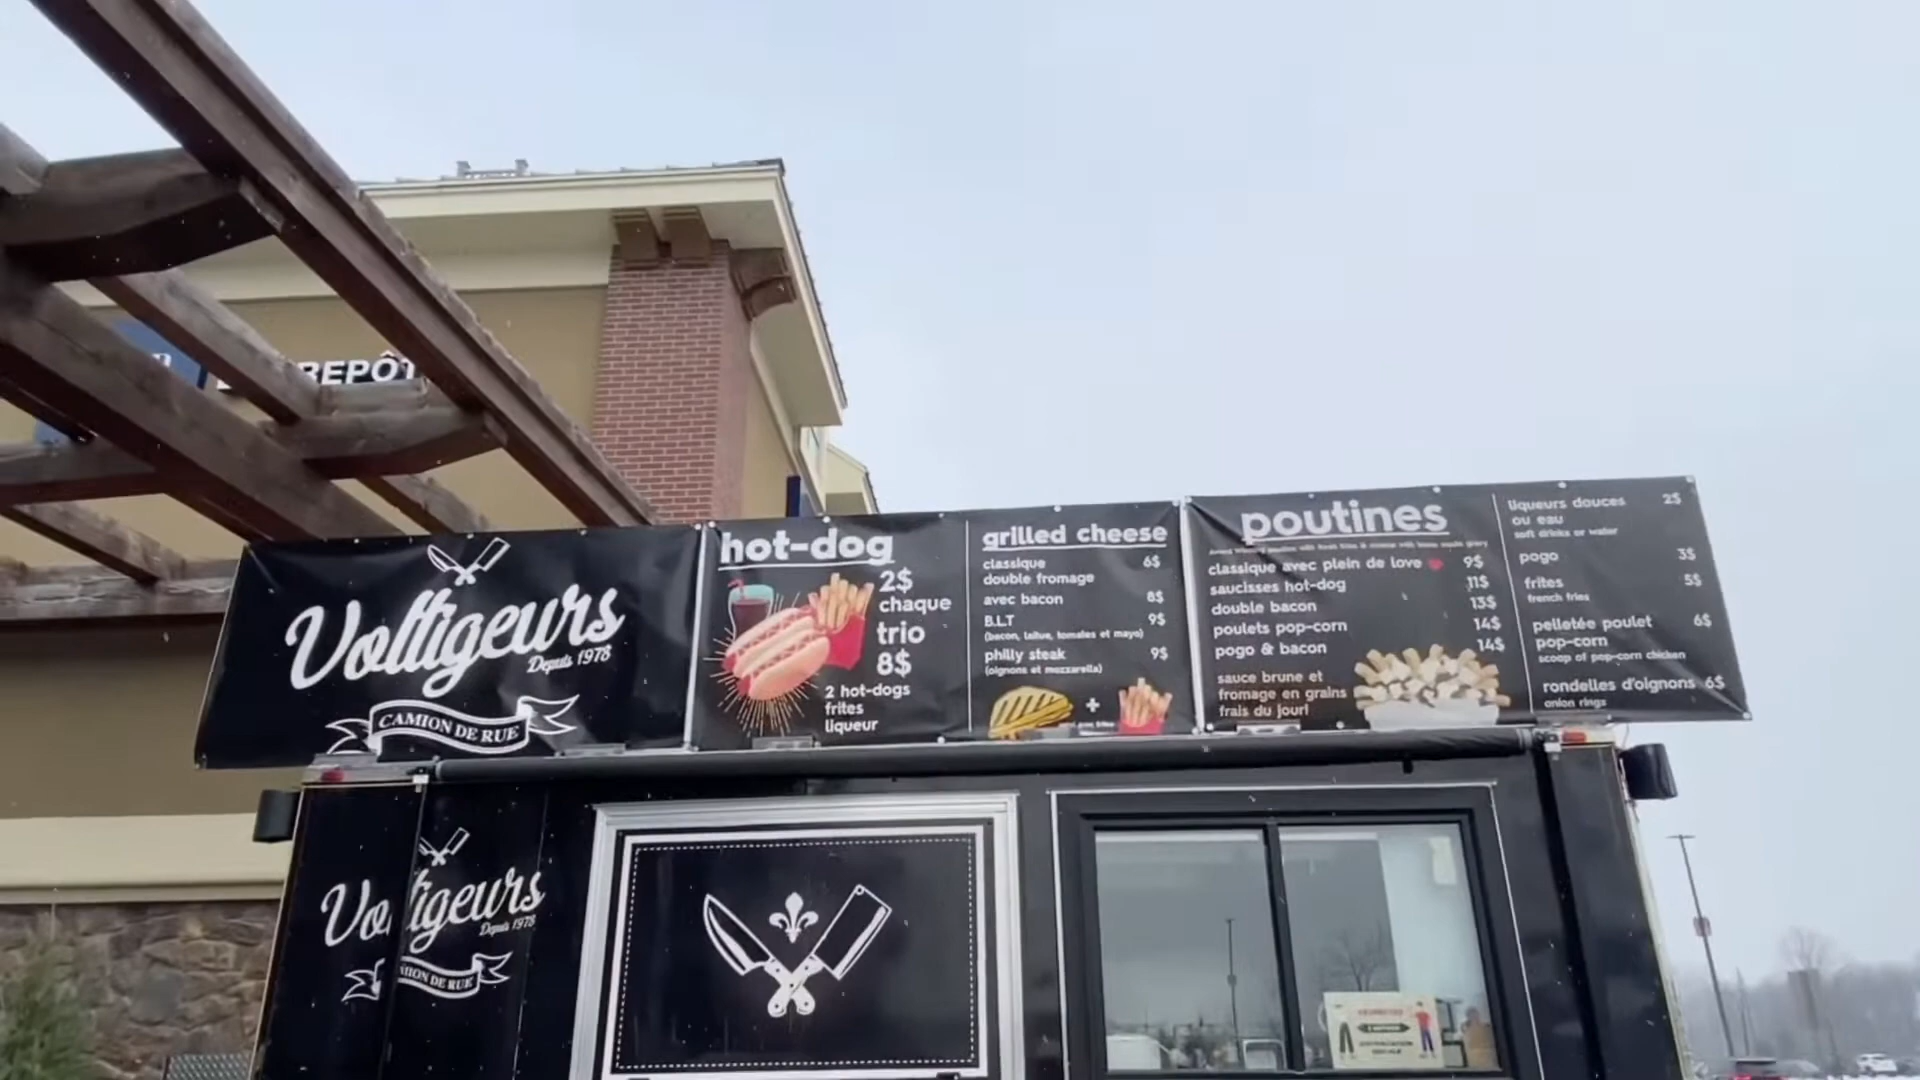 REPÔT
Voltigeurs
Depuis 1978
CAMION DE RUE
hot-dog
2$
chaque
trio
8$
2 hot-dogs
frites
liqueur
grilled cheese
classique 6$
double fromage
avec bacon 8$
B.L.T 9$
(bacon, laitue, tomates et mayo)
philly steak 9$
(oignons et mozzarella)
+
poutines
classique avec plein de love 9$
saucisses hot-dog 11$
double bacon 13$
poulets pop-corn 14$
pogo & bacon 14$
sauce brune et
fromage en grains
frais du jour!
liqueurs douces 2$
ou eau
soft drinks or water
pogo 3$
frites 5$
french fries
pelletée poulet 6$
pop-corn
scoop of pop-corn chicken
rondelles d'oignons 6$
onion rings
Voltigeurs
Depuis 1978
CAMION DE RUE